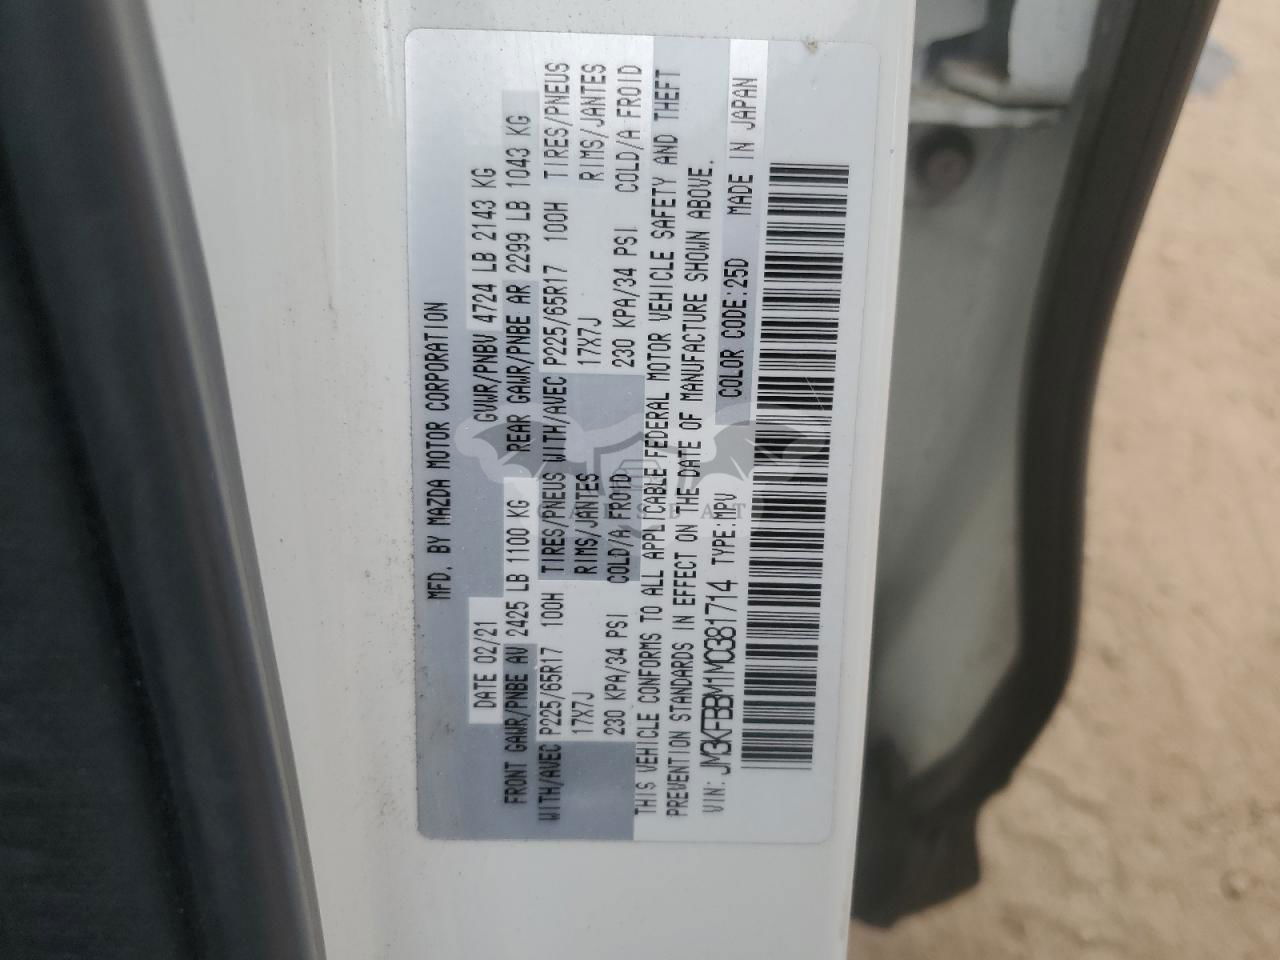 MFD. BY MAZDA MOTOR CORPORATION
DATE 02/21 GVWR/PNBV 4724 LB 2143 KG
FRONT GAWR/PNBE AV 2425 LB 1100 KG REAR GAWR/PNBE AR 2299 LB 1043 KG
WITH/AVEC P225/65R17 100H TIRES/PNEUS WITH/AVEC P225/65R17 100H TIRES/PNEUS
17X7J RIMS/JANTES 17X7J RIMS/JANTES
230 KPA/34 PSI COLD/A FROID 230 KPA/34 PSI COLD/A FROID
THIS VEHICLE CONFORMS TO ALL APPLICABLE FEDERAL MOTOR VEHICLE SAFETY AND THEFT
PREVENTION STANDARDS IN EFFECT ON THE DATE OF MANUFACTURE SHOWN ABOVE.
VIN: JM3KFBBM1M0381714 TYPE:MPV COLOR CODE:25D MADE IN JAPAN